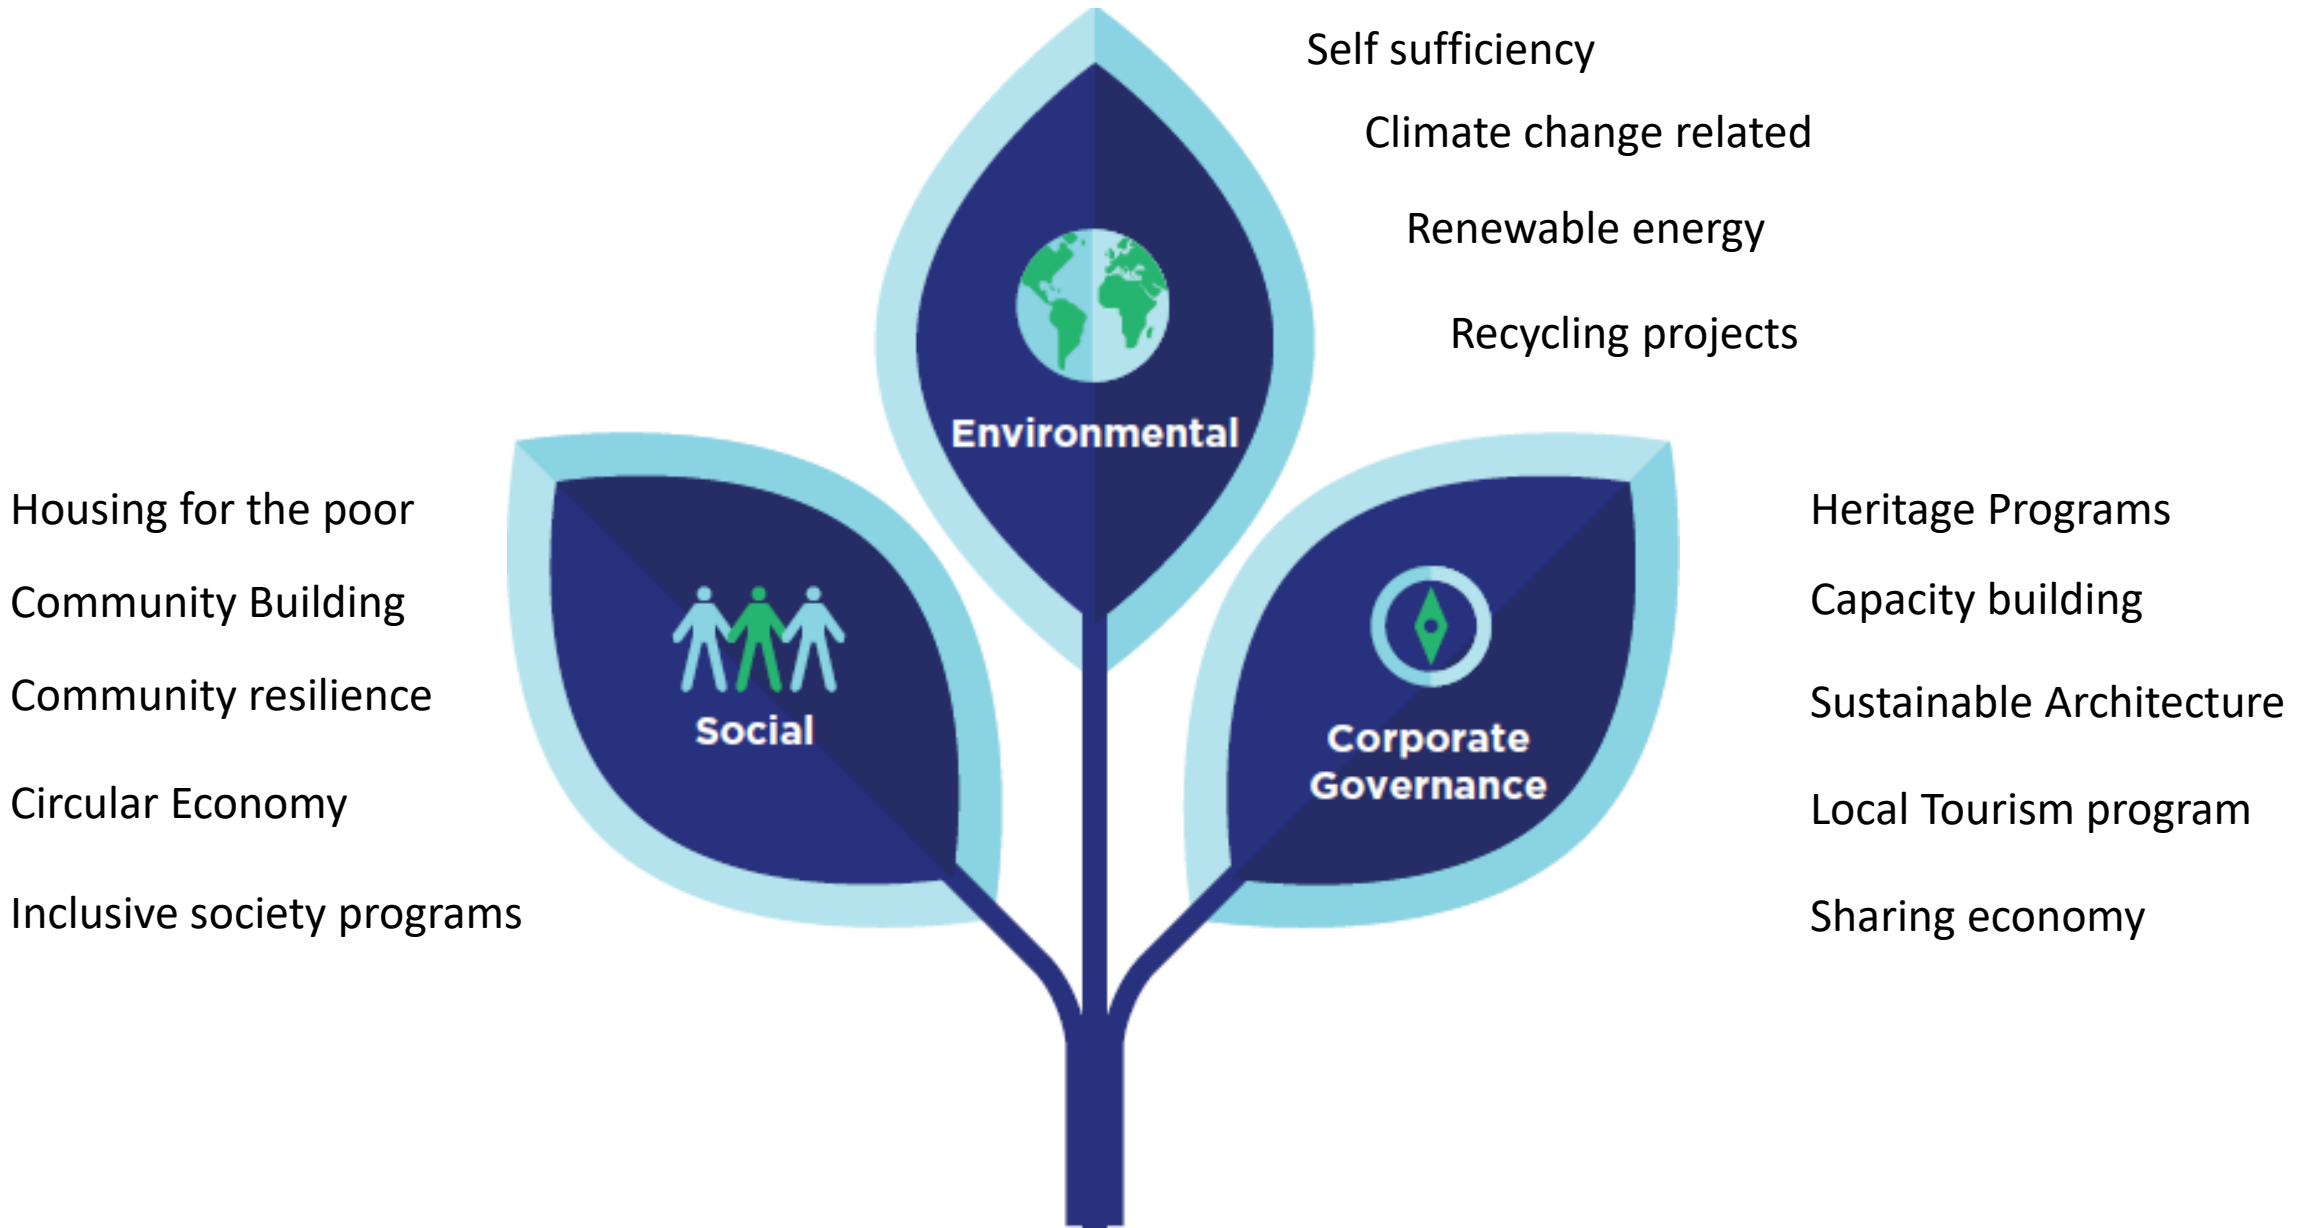 Self sufficiency
Climate change related
Renewable energy
Recycling projects
Environmental
Housing for the poor
Community Building
Community resilience
Circular Economy
Inclusive society programs
Social
Corporate
Governance
Heritage Programs
Capacity building
Sustainable Architecture
Local Tourism program
Sharing economy